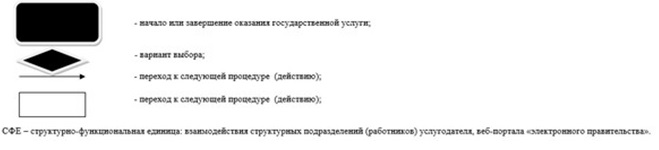 - начало или завершение оказания государственной услуги;
- вариант выбора;
- переход к следующей процедуре (действию);
- переход к следующей процедуре (действию);
СФЕ – структурно-функциональная единица: взаимодействия структурных подразделений (работников) услугодателя, веб-портала «электронного правительства».